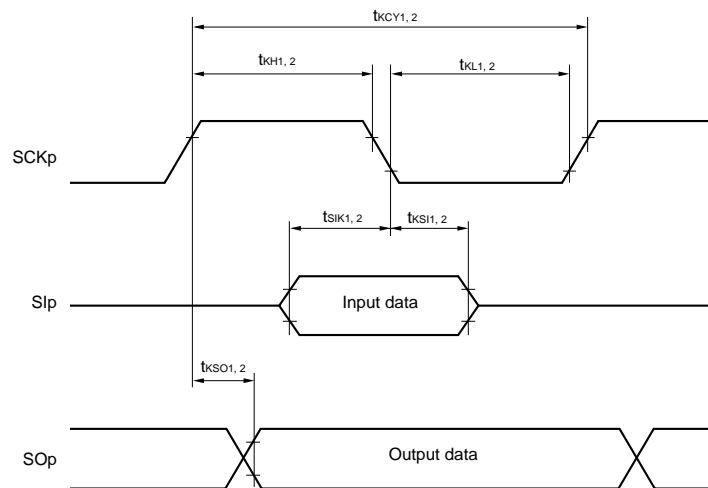 tKCY1, 2
tKH1, 2
tKL1, 2
SCKp
tSIK1, 2
tKSI1, 2
SIp
Input data
tKSO1, 2
SOp
Output data